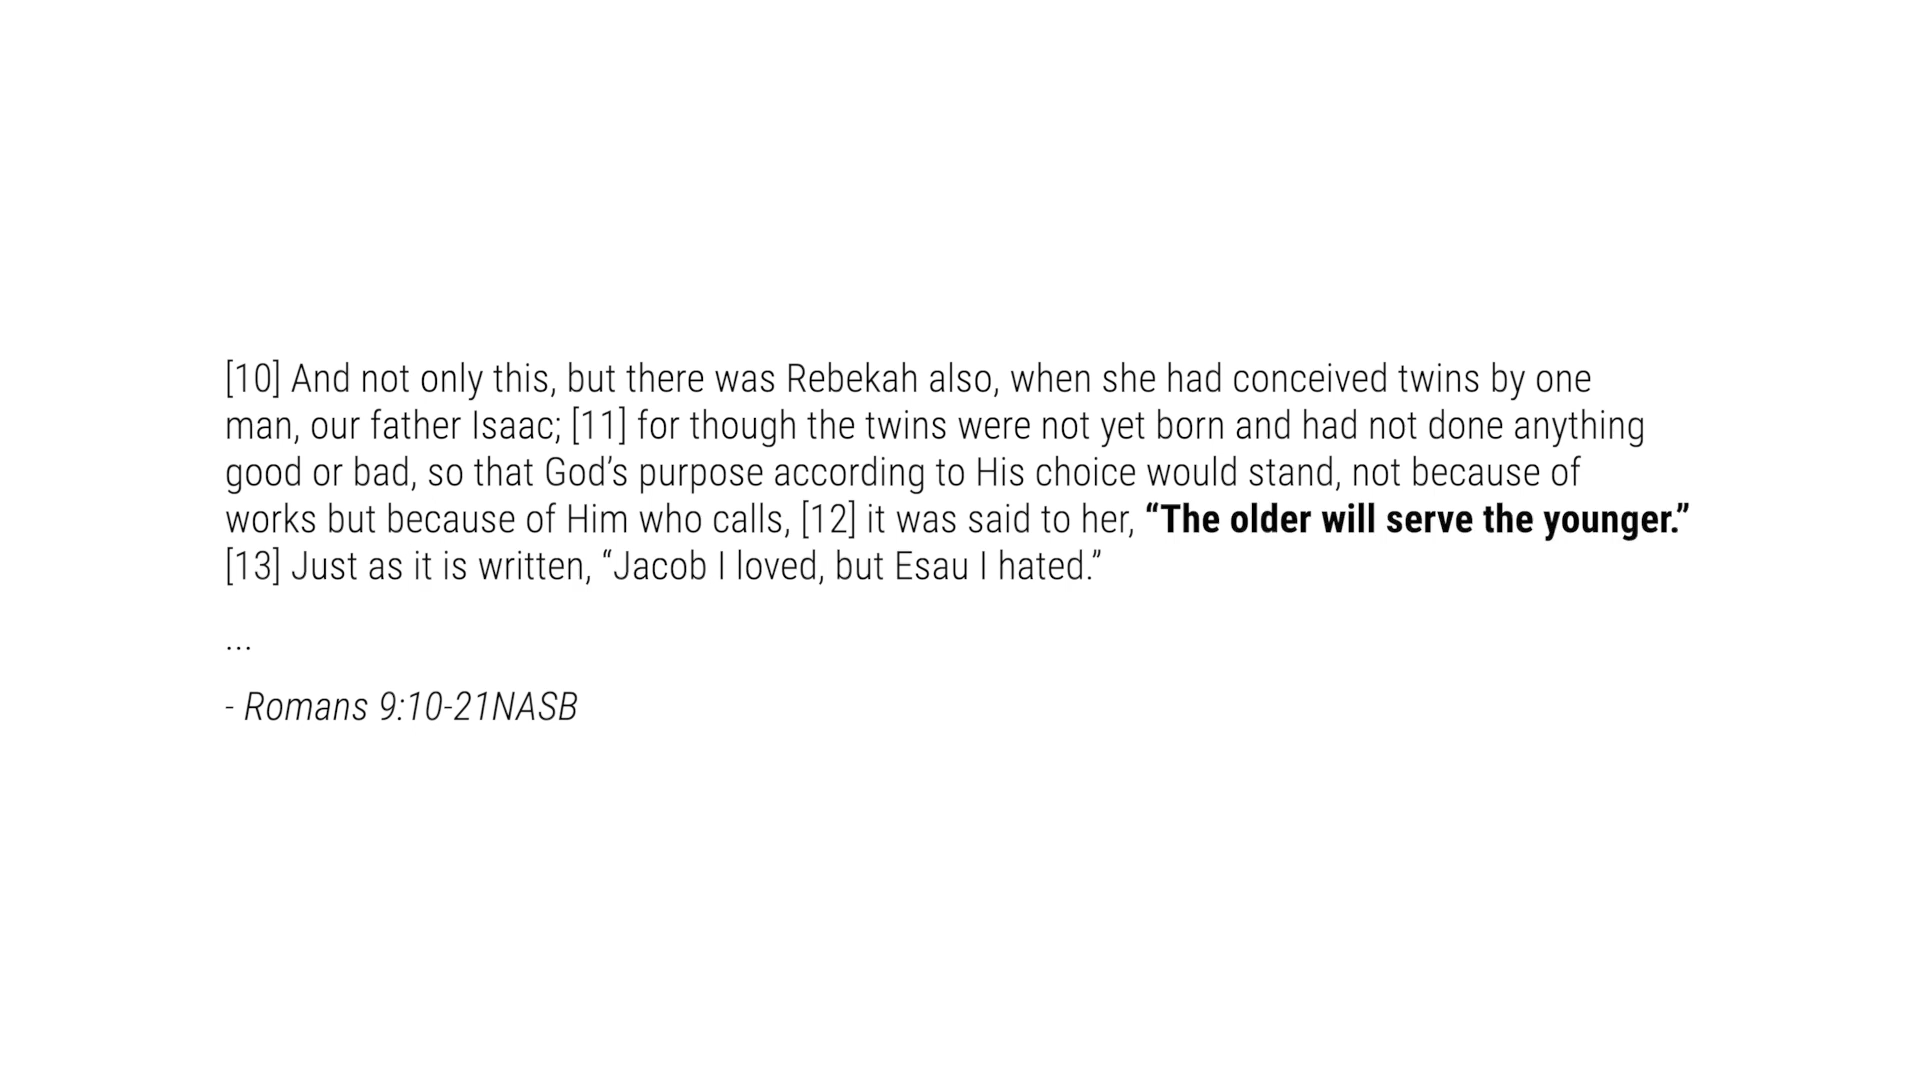 [10] And not only this, but there was Rebekah also, when she had conceived twins by one
man, our father Isaac; [11] for though the twins were not yet born and had not done anything
good or bad, so that God’s purpose according to His choice would stand, not because of
works but because of Him who calls, [12] it was said to her, “The older will serve the younger.”
[13] Just as it is written, “Jacob I loved, but Esau I hated.”
...
- Romans 9:10-21NASB